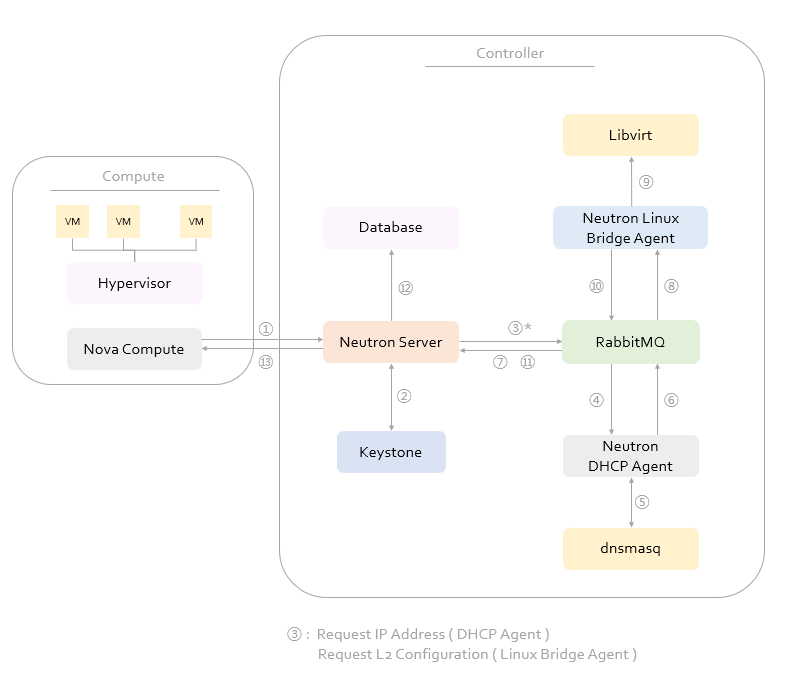 Controller
Libvirt
⑨
Compute
VM VM VM
Hypervisor
Nova Compute
Database
Neutron Linux
Bridge Agent
⑫
⑩ ⑧
① 
Neutron Server
③*
RabbitMQ
⑬
⑦ ⑪
②
④ ⑥
Keystone
Neutron
DHCP Agent
⑤
dnsmasq
③ : Request IP Address ( DHCP Agent )
Request L2 Configuration ( Linux Bridge Agent )